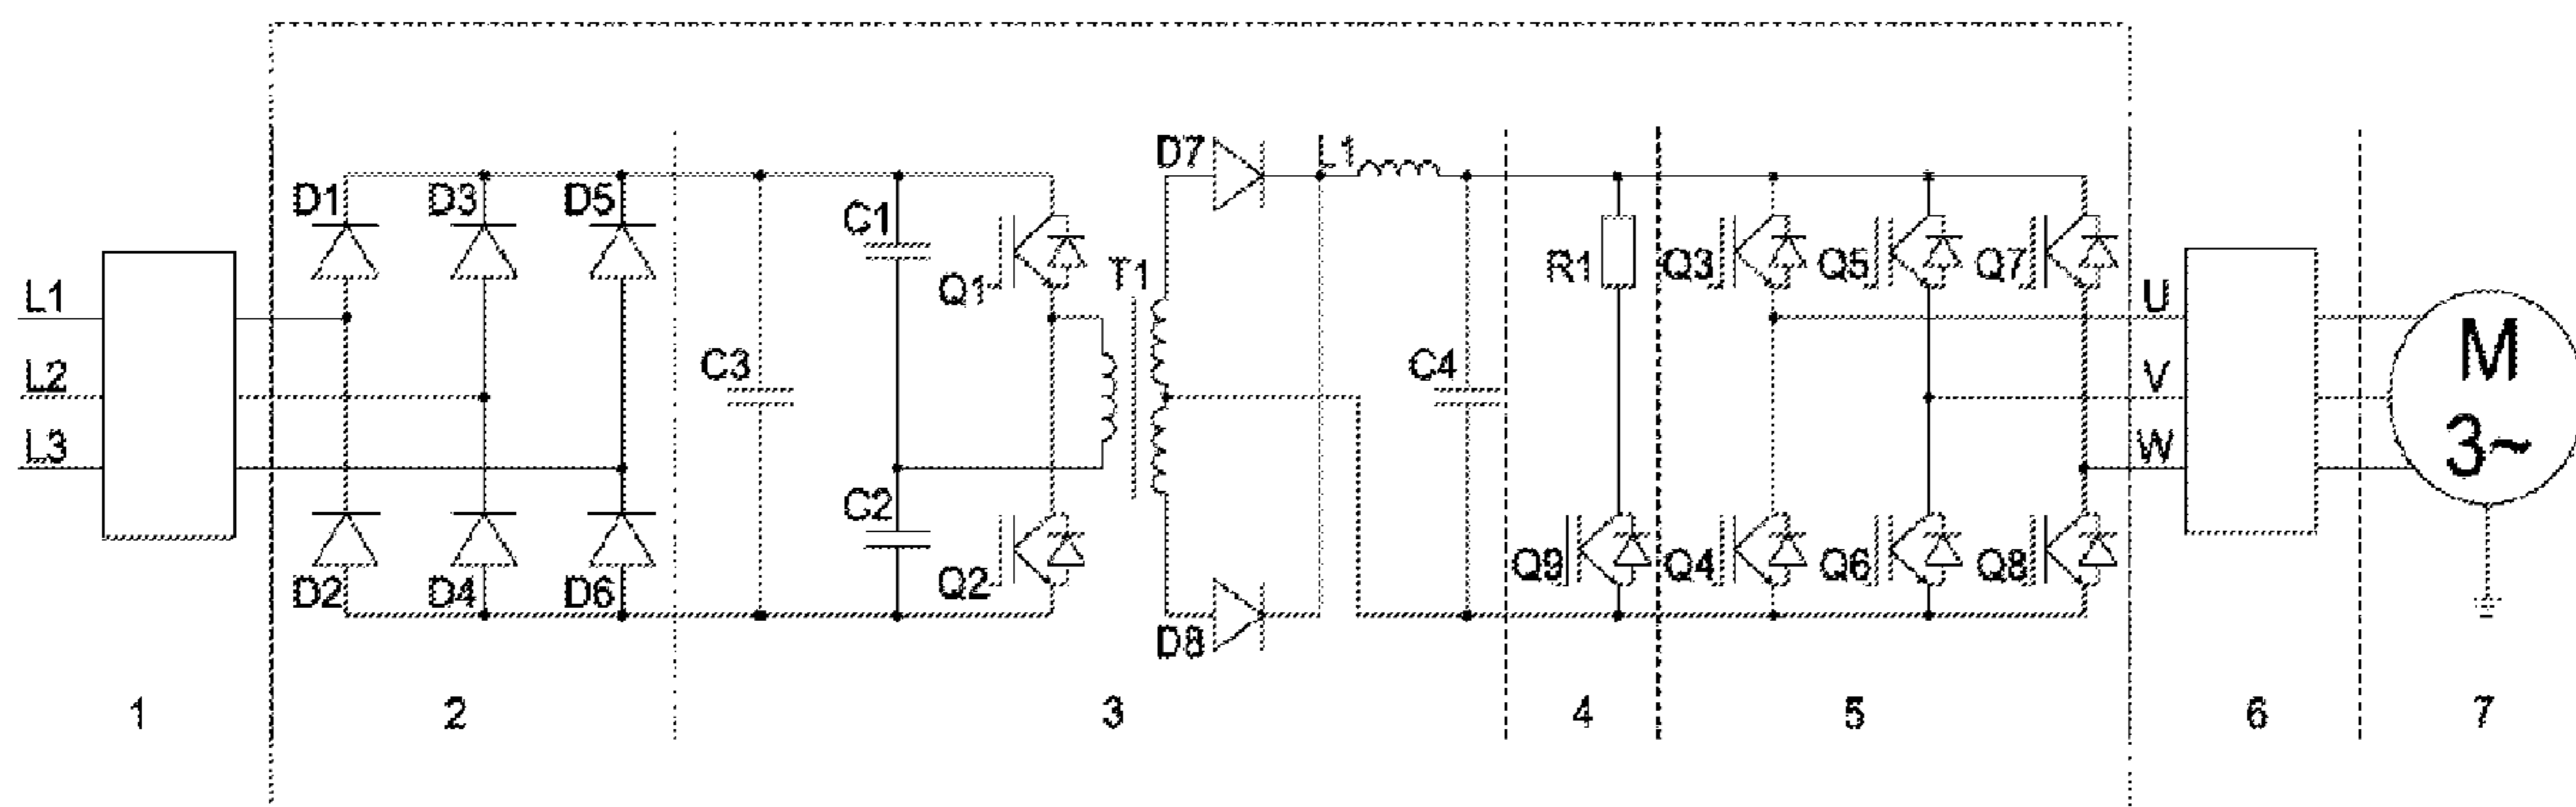 D7 L1
D1 D3 D5
C1
Q1 T1
R1 Q3 Q5 Q7
L1 U
C3 C4
L2 V
M
3~
L3 W
C2
Q2 Q9 Q4 Q6 Q8
D2 D4 D6
D8
1 2 3 4 5 6 7